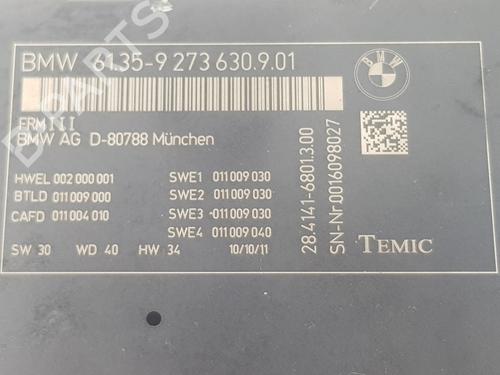 BMW 61.35-9 273 630.9.01
BMW
FRM III
BMW AG D-80788 München
HWEL 002 000 001
BTLD 011 009 000
CAFD 011 004 010
SWE1 011 009 030
SWE2 011 009 030
SWE3 -011 009 030
SWE4 011 009 040
SW 30 WD 40 HW 34 10/10/11
28.4141-6801.3.00
SN-Nr 0016098027
TEMIC